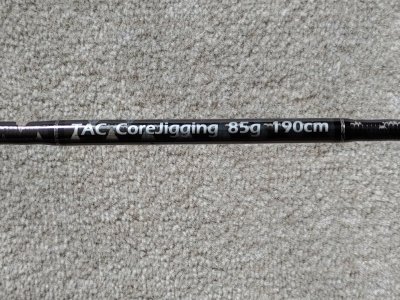 TAC CoreJigging 85g 190cm